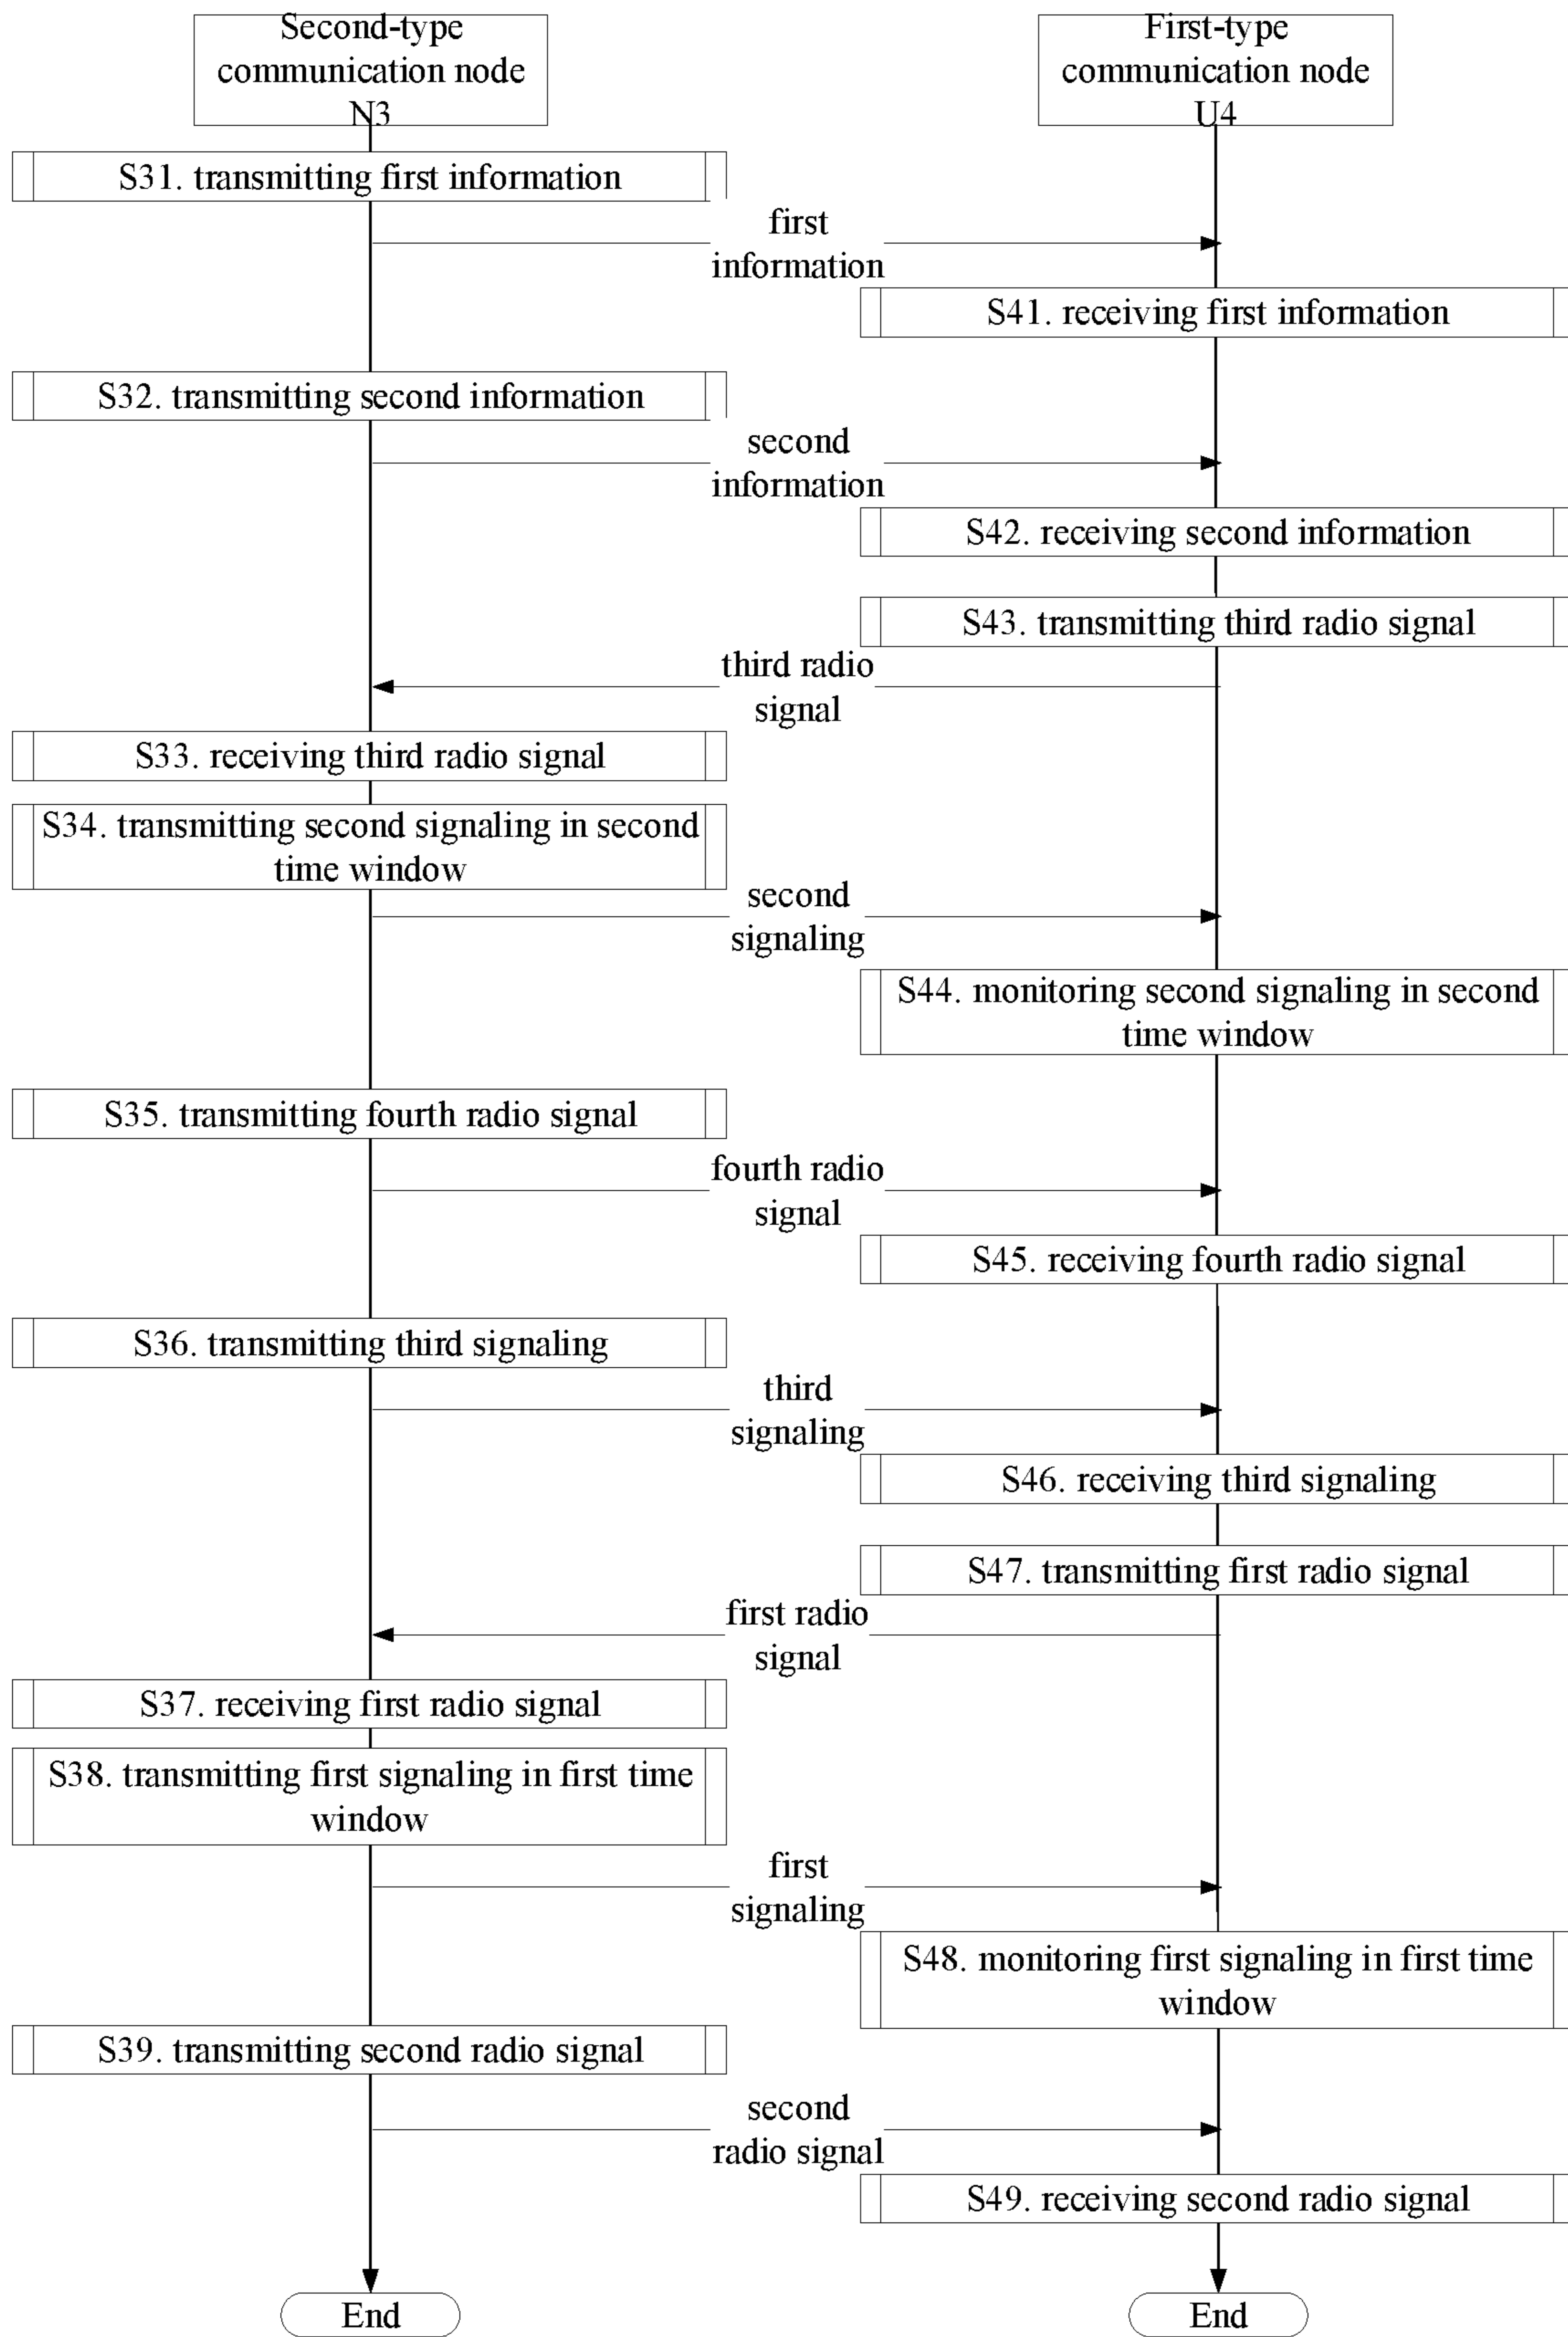 Second-type
communication node
N3
First-type
communication node
U4
S31. transmitting first information
first
information
S41. receiving first information
S32. transmitting second information
second
information
S42. receiving second information
S43. transmitting third radio signal
third radio
signal
S33. receiving third radio signal
S34. transmitting second signaling in second
time window
second
signaling
S44. monitoring second signaling in second
time window
S35. transmitting fourth radio signal
fourth radio
signal
S45. receiving fourth radio signal
S36. transmitting third signaling
third
signaling
S46. receiving third signaling
S47. transmitting first radio signal
first radio
signal
S37. receiving first radio signal
S38. transmitting first signaling in first time
window
first
signaling
S48. monitoring first signaling in first time
window
S39. transmitting second radio signal
second
radio signal
S49. receiving second radio signal
End
End